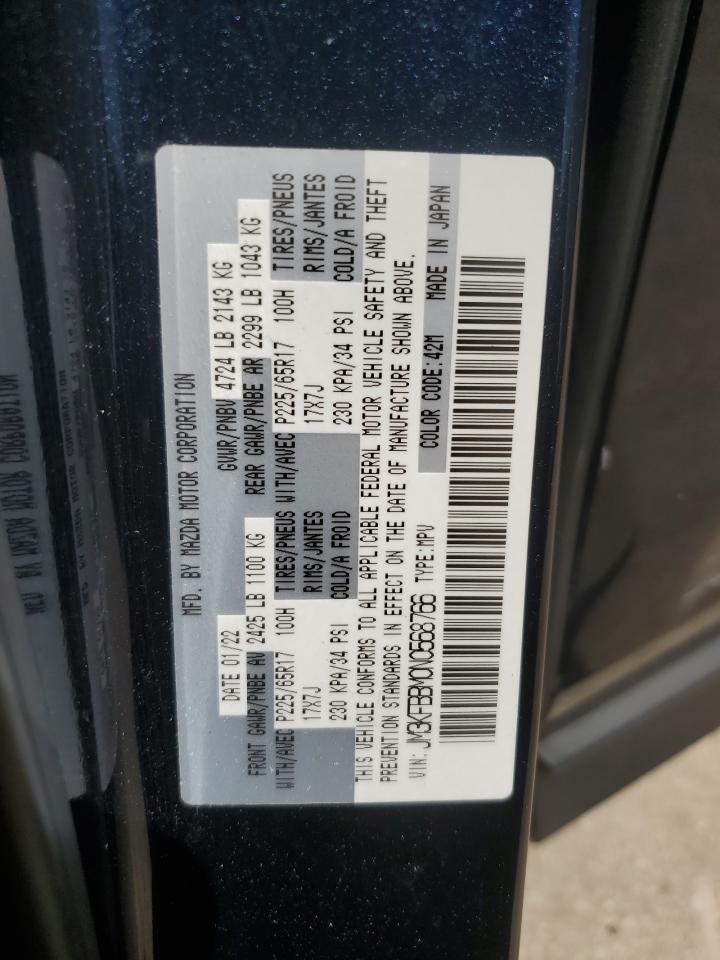 MFD. BY MAZDA MOTOR CORPORATION
DATE 01/22 GVWR/PNBV 4724 LB 2143 KG
FRONT GAWR/PNBE AV 2425 LB 1100 KG REAR GAWR/PNBE AR 2299 LB 1043 KG
WITH/AVEC P225/65R17 100H TIRES/PNEUS WITH/AVEC P225/65R17 100H TIRES/PNEUS
17X7J RIMS/JANTES 17X7J RIMS/JANTES
230 KPA/34 PSI COLD/A FROID 230 KPA/34 PSI COLD/A FROID
THIS VEHICLE CONFORMS TO ALL APPLICABLE FEDERAL MOTOR VEHICLE SAFETY AND THEFT
PREVENTION STANDARDS IN EFFECT ON THE DATE OF MANUFACTURE SHOWN ABOVE.
VIN: JM3KFBBM0N0568766 TYPE:MPV COLOR CODE:42M MADE IN JAPAN